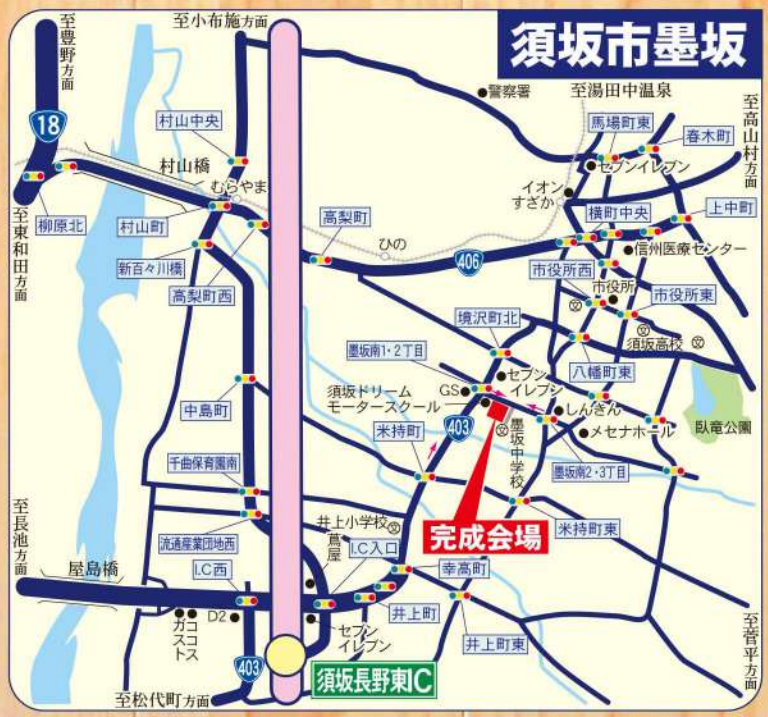 須坂市墨坂
至豊野方面
至小布施方面
警察署
至湯田中温泉
至高山村方面
18
村山中央
馬場町東
春木町
セブンイレブン
村山橋
むらやま
イオン
すざか
柳原北
村山町
高梨町
横町中央
上中町
至東和田方面
新百々川橋
ひの
406
信州医療センター
高梨町西
市役所西
市役所
市役所東
境沢町北
須坂高校
墨坂南1・2丁目
八幡町東
セブン
イレブン
中島町
須坂ドリーム
モータースクール
GS
しんきん
臥竜公園
米持町
403
墨坂中学校
メセナホール
千曲保育園南
墨坂南2・3丁目
至長池方面
流通産業団地西
井上小学校
蔦屋
I.C入口
完成会場
米持町東
屋島橋
I.C西
幸高町
ガスト
ココス
D2
井上町
セブン
イレブン
井上町東
至菅平方面
403
須坂長野東IC
至松代町方面